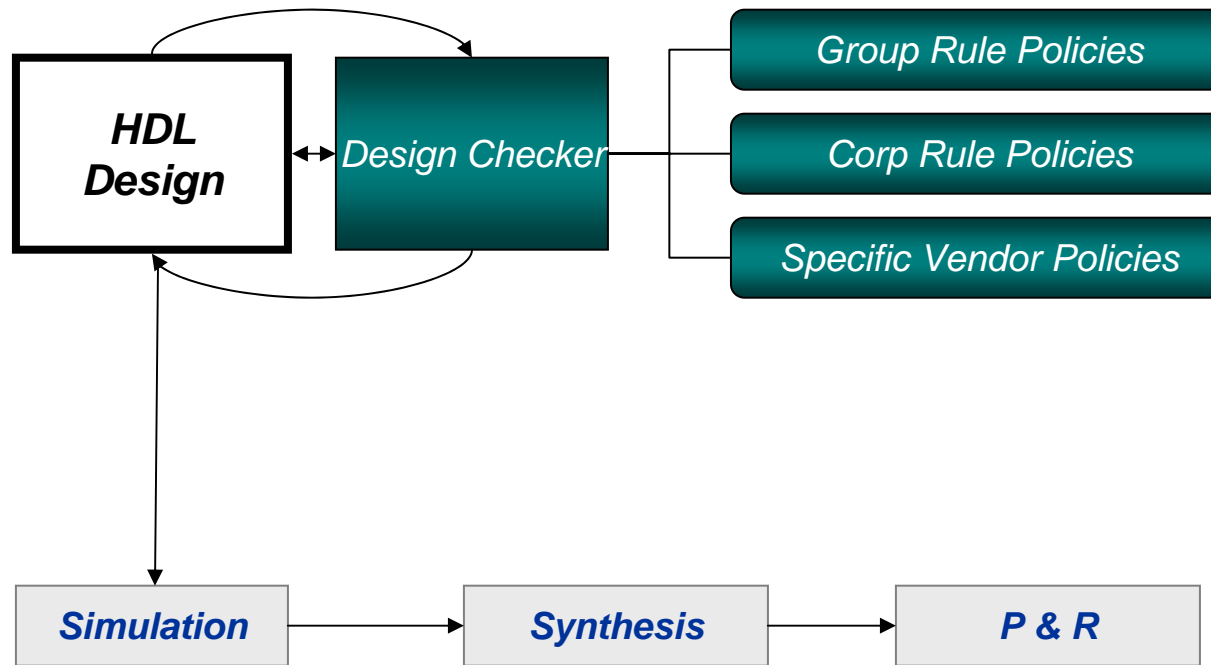 HDL
Design
Design Checker
Group Rule Policies
Corp Rule Policies
Specific Vendor Policies
Simulation
Synthesis
P & R